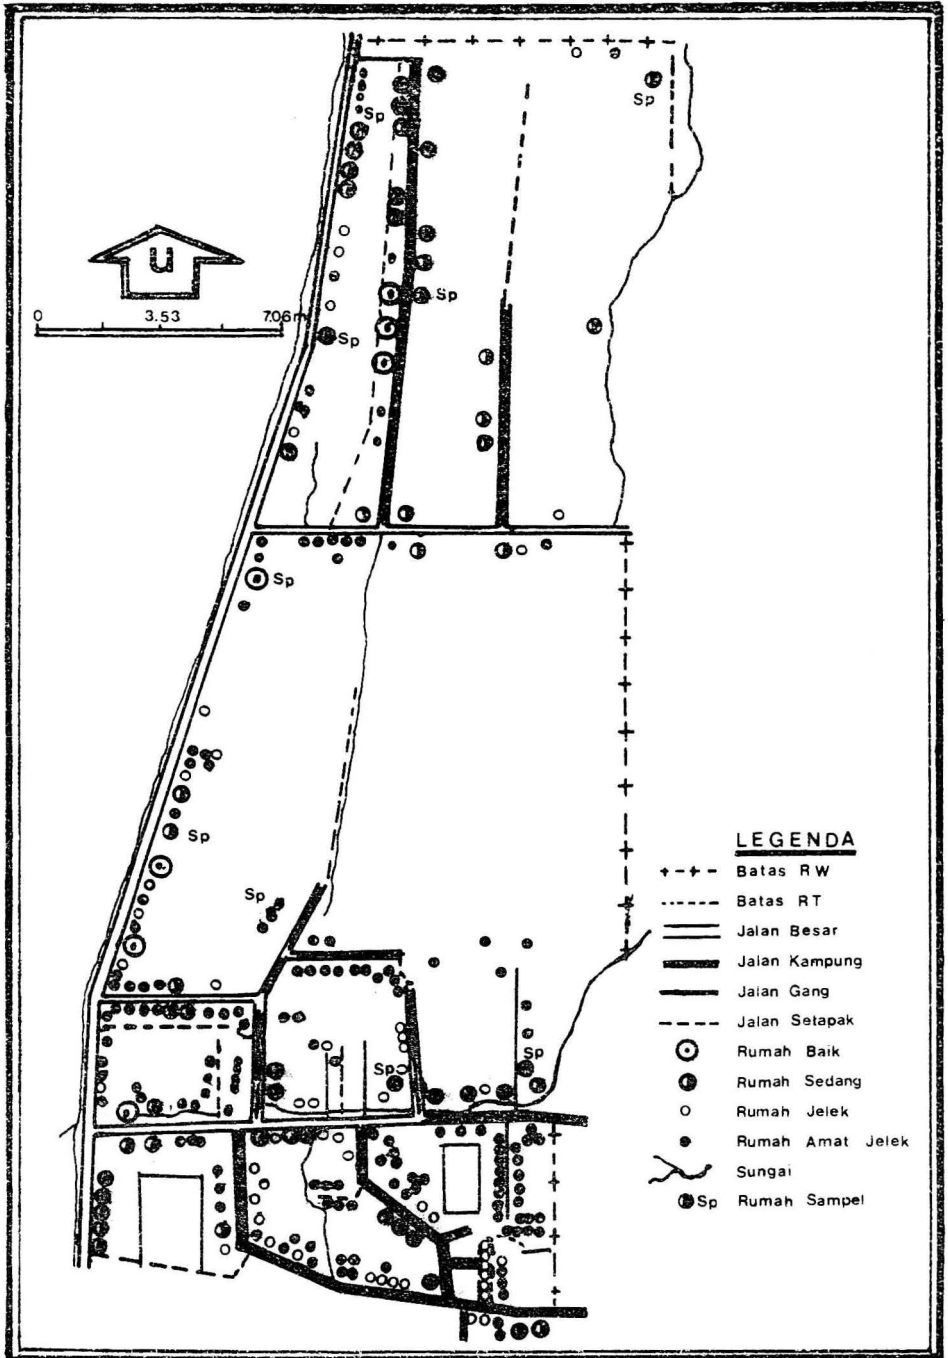 Sp
Sp
u
Sp
0 3.53 7.06m
Sp
Sp
Sp
Sp
Sp
Sp
LEGENDA
Batas RW
Batas RT
Jalan Besar
Jalan Kampung
Jalan Gang
Jalan Setapak
Rumah Baik
Rumah Sedang
Rumah Jelek
Rumah Amat Jelek
Sungai
Sp Rumah Sampel